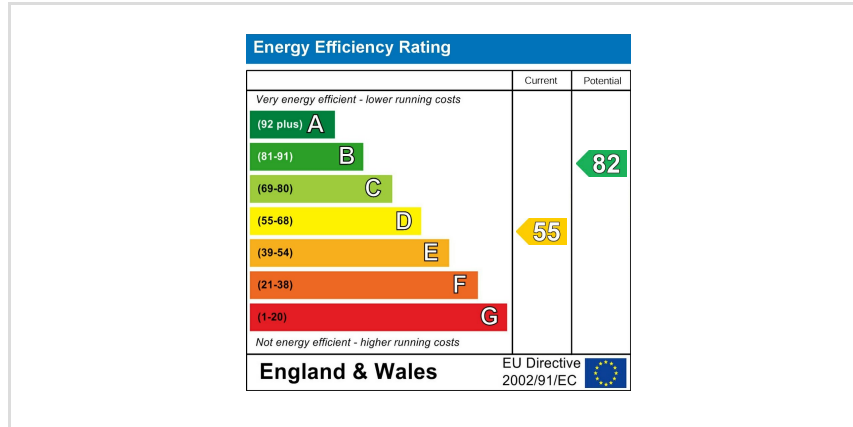 Energy Efficiency Rating
Current Potential
Very energy efficient - lower running costs
(92 plus) A
(81-91) B
82
(69-80) C
(55-68) D
55
(39-54) E
(21-38) F
(1-20) G
Not energy efficient - higher running costs
England & Wales
EU Directive
2002/91/EC